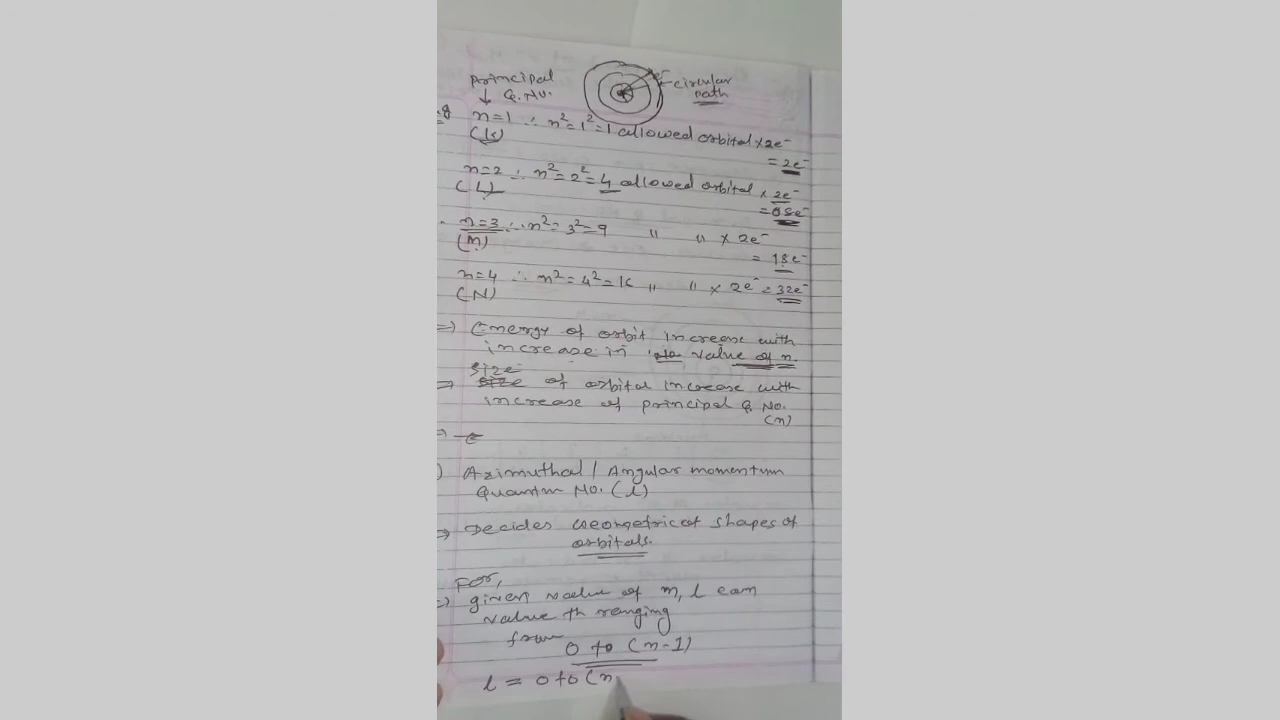 Principal
Q. No.
e-
circular
path
n=1 ∴ n²=1²=1 allowed orbital × 2e-
(K)
= 2e-
n=2 ∴ n²=2²=4 allowed orbital × 2e-
(L)
=08e-
n=3 ∴ n²=3²=9 " " × 2e-
(M)
= 18e-
n=4 ∴ n²=4²=16 " " × 2e- = 32e-
(N)
=) Energy of orbit increase with
increase in value of n.
size
=> of orbital increase with
increase of principal Q. No.
(n)
) Azimuthal / Angular momentum
Quantm No. (l)
=> Decides Geometrical shapes of
orbitals.
For,
=) given value of n, l can
value th ranging
from
0 to (n-1)
l = 0 to (n